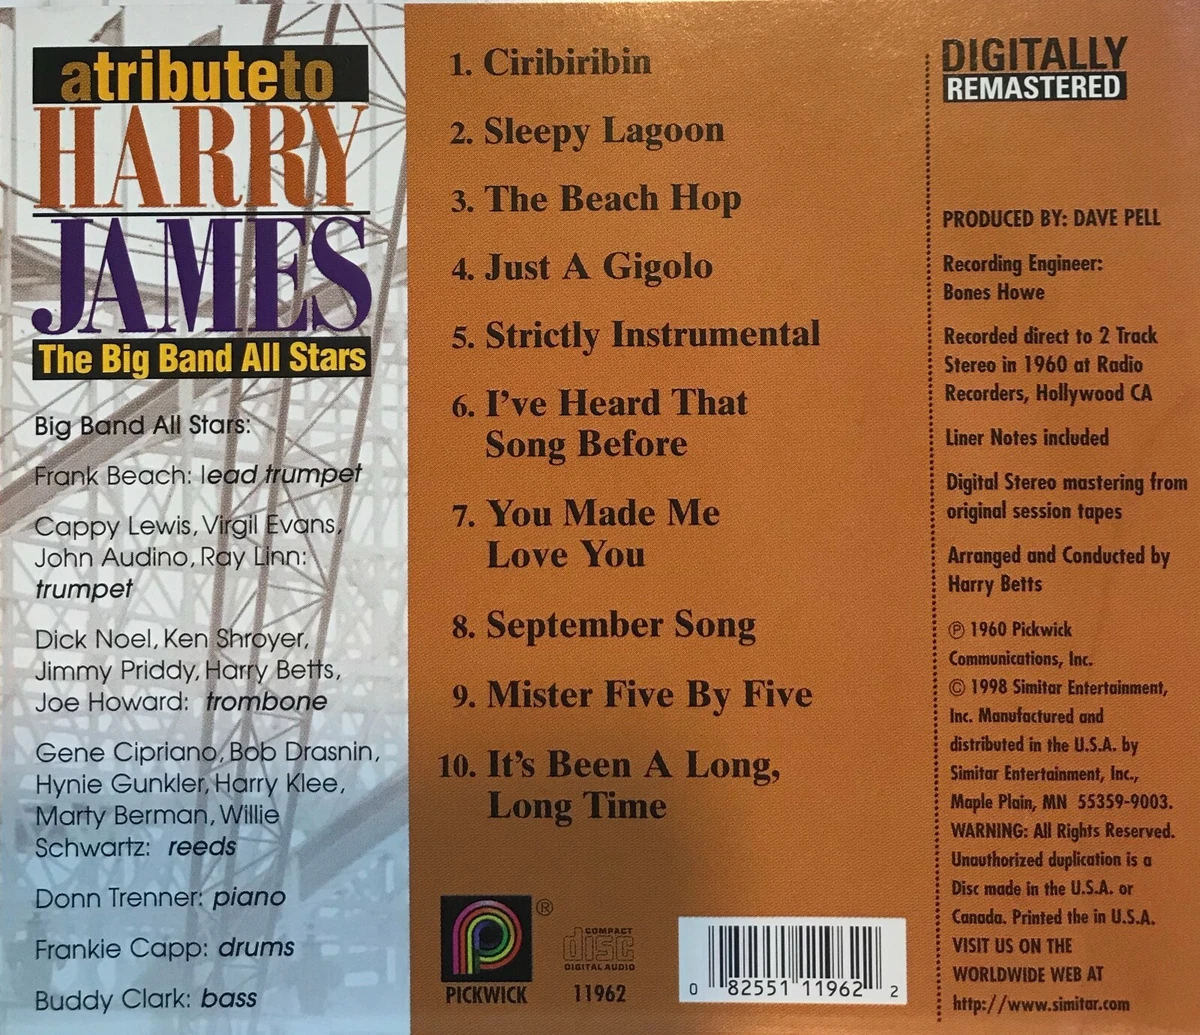 atributeto
HARRY
JAMES
The Big Band All Stars
Big Band All Stars:
Frank Beach: lead trumpet
Cappy Lewis, Virgil Evans,
John Audino, Ray Linn:
trumpet
Dick Noel, Ken Shroyer,
Jimmy Priddy, Harry Betts,
Joe Howard: trombone
Gene Cipriano, Bob Drasnin,
Hynie Gunkler, Harry Klee,
Marty Berman, Willie
Schwartz: reeds
Donn Trenner: piano
Frankie Capp: drums
Buddy Clark: bass
1. Ciribiribin
2. Sleepy Lagoon
3. The Beach Hop
4. Just A Gigolo
5. Strictly Instrumental
6. I've Heard That
Song Before
7. You Made Me
Love You
8. September Song
9. Mister Five By Five
10. It's Been A Long,
Long Time
PICKWICK
®
COMPACT
disc
DIGITAL AUDIO
11962
0 82551 11962 2
DIGITALLY
REMASTERED
PRODUCED BY: DAVE PELL
Recording Engineer:
Bones Howe
Recorded direct to 2 Track
Stereo in 1960 at Radio
Recorders, Hollywood CA
Liner Notes included
Digital Stereo mastering from
original session tapes
Arranged and Conducted by
Harry Betts
℗ 1960 Pickwick
Communications, Inc.
© 1998 Simitar Entertainment,
Inc. Manufactured and
distributed in the U.S.A. by
Simitar Entertainment, Inc.,
Maple Plain, MN 55359-9003.
WARNING: All Rights Reserved.
Unauthorized duplication is a
Disc made in the U.S.A. or
Canada. Printed the in U.S.A.
VISIT US ON THE
WORLDWIDE WEB AT
http://www.simitar.com